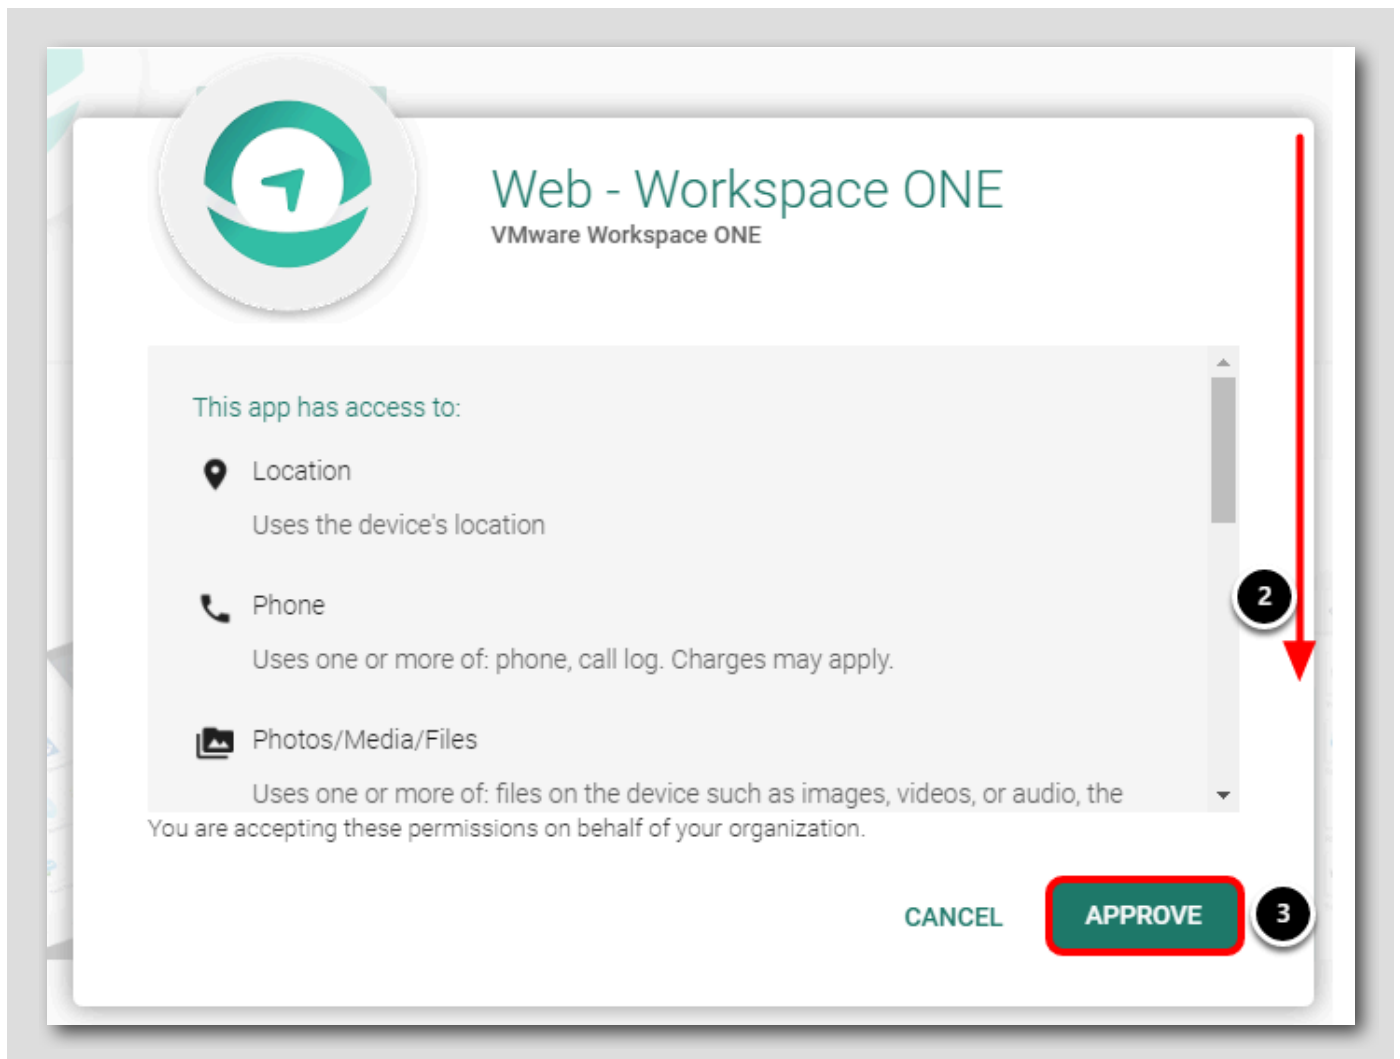 Web - Workspace ONE
VMware Workspace ONE
This app has access to:
Location
Uses the device's location
Phone
Uses one or more of: phone, call log. Charges may apply.
Photos/Media/Files
Uses one or more of: files on the device such as images, videos, or audio, the
You are accepting these permissions on behalf of your organization.
2
CANCEL
APPROVE
3